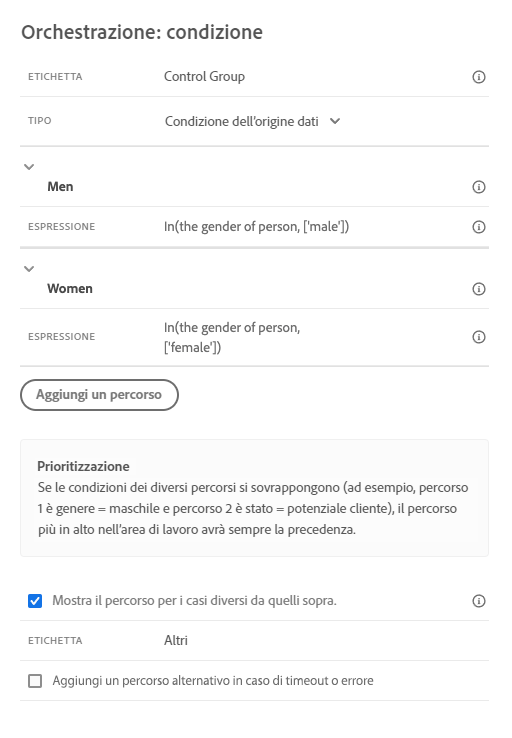 Orchestrazione: condizione
ETICHETTA Control Group
TIPO Condizione dell'origine dati
Men
ESPRESSIONE In(the gender of person, ['male'])
Women
ESPRESSIONE In(the gender of person,
['female'])
Aggiungi un percorso
Prioritizzazione
Se le condizioni dei diversi percorsi si sovrappongono (ad esempio, percorso
1 è genere = maschile e percorso 2 è stato = potenziale cliente), il percorso
più in alto nell'area di lavoro avrà sempre la precedenza.
Mostra il percorso per i casi diversi da quelli sopra.
ETICHETTA Altri
Aggiungi un percorso alternativo in caso di timeout o errore